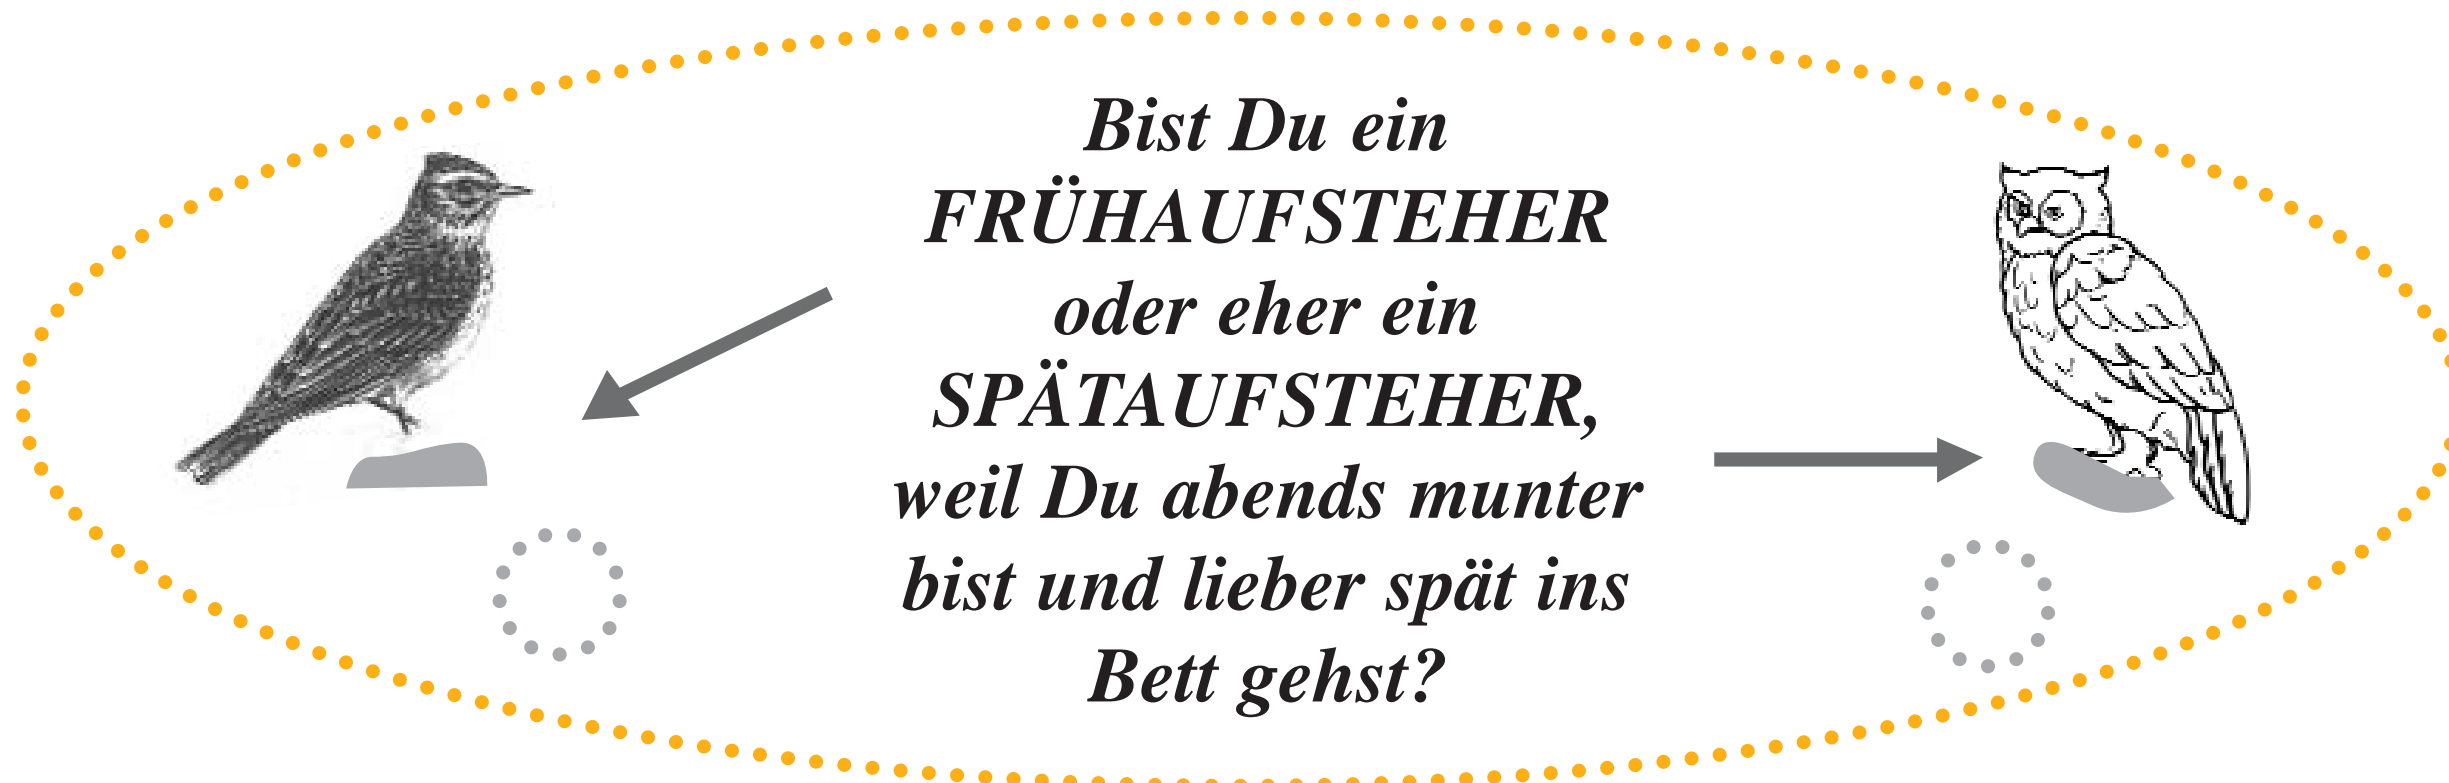 Bist Du ein
FRÜHAUFSTEHER
oder eher ein
SPÄTAUFSTEHER,
weil Du abends munter
bist und lieber spät ins
Bett gehst?